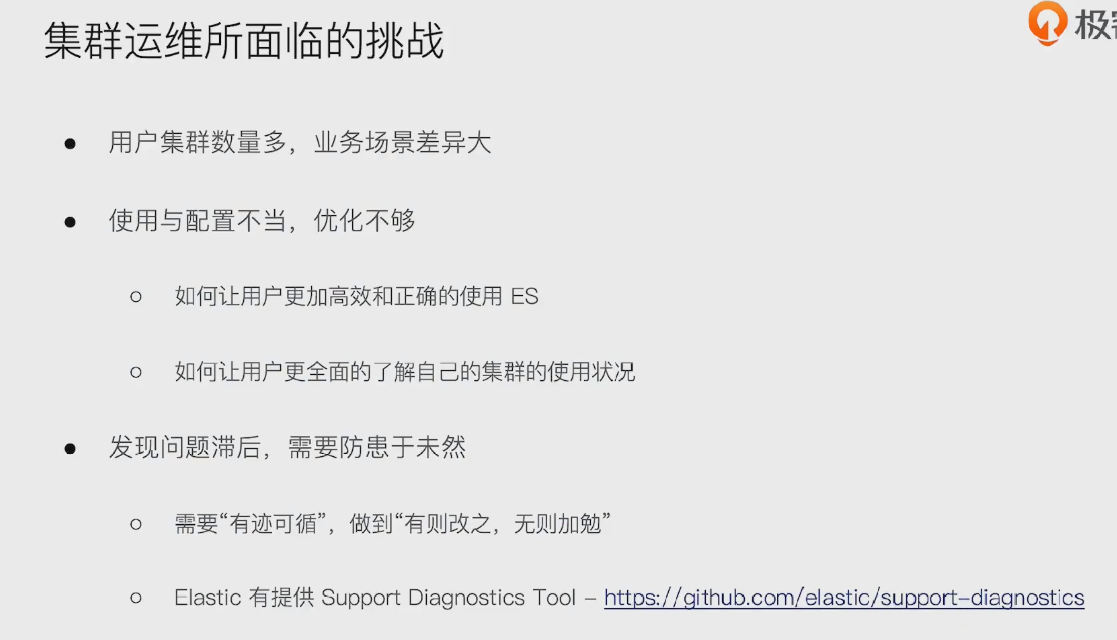 集群运维所面临的挑战
极
● 用户集群数量多，业务场景差异大
● 使用与配置不当，优化不够
○ 如何让用户更加高效和正确的使用 ES
○ 如何让用户更全面的了解自己的集群的使用状况
● 发现问题滞后，需要防患于未然
○ 需要“有迹可循”，做到“有则改之，无则加勉”
○ Elastic 有提供 Support Diagnostics Tool – https://github.com/elastic/support-diagnostics